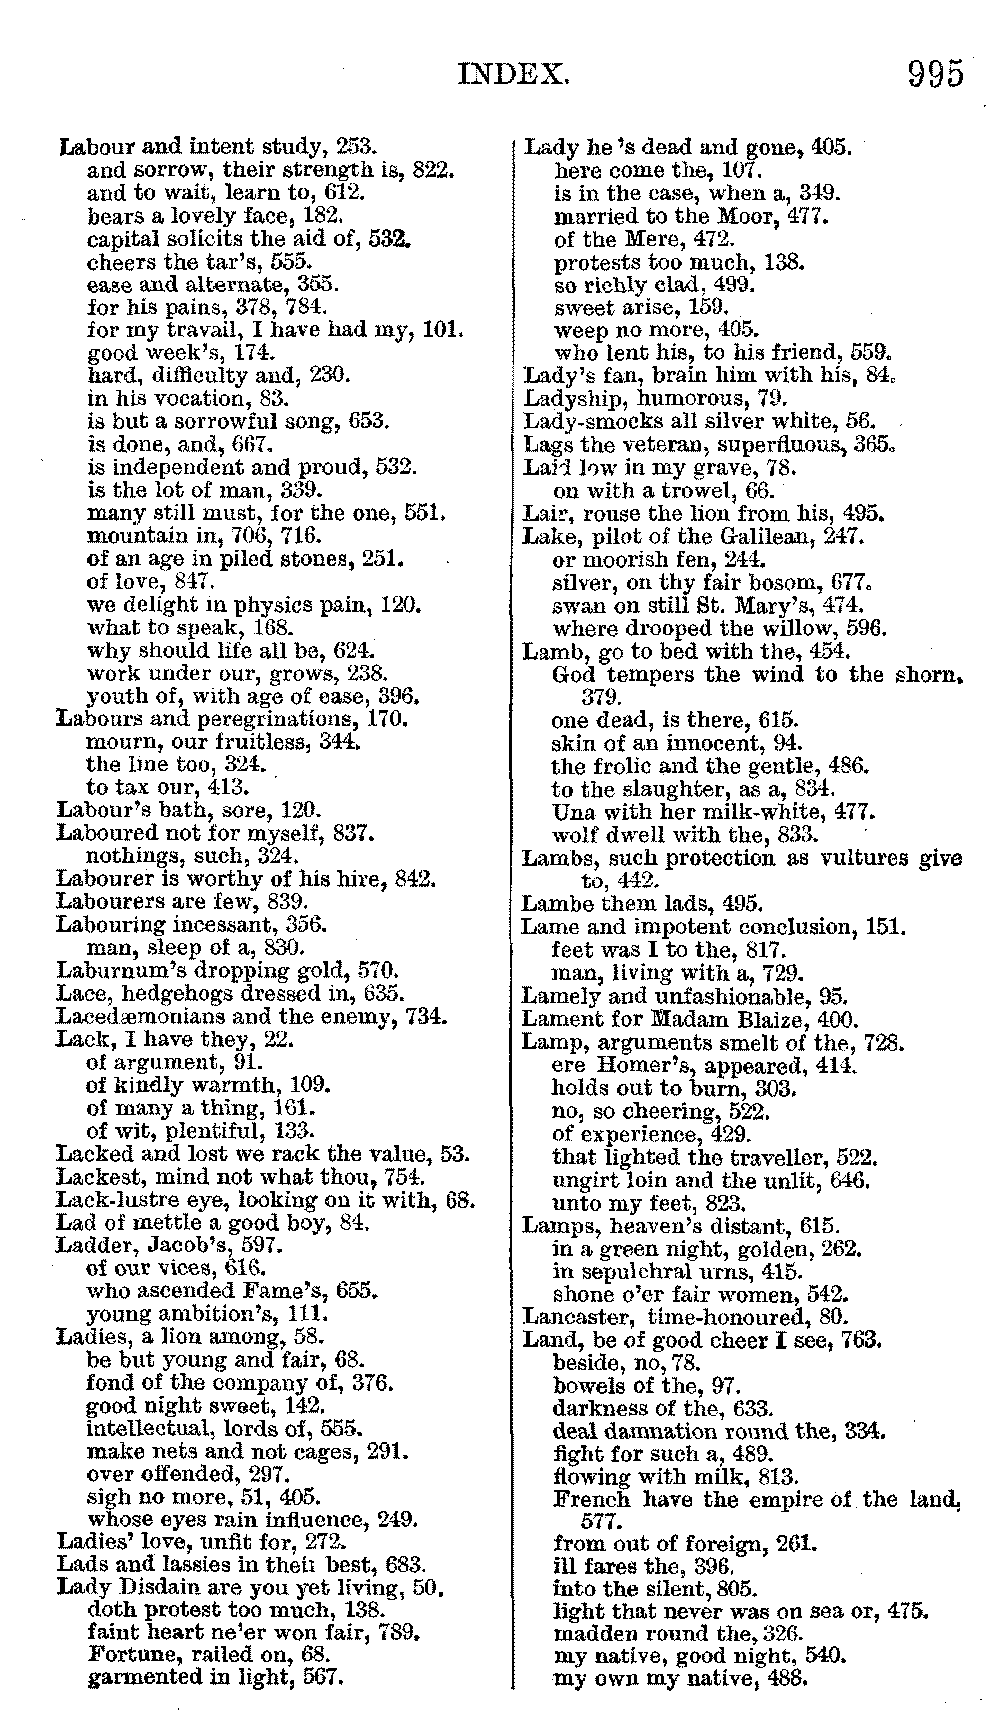 INDEX.
995
Labour and intent study, 253.
and sorrow, their strength is, 822.
and to wait, learn to, 612.
bears a lovely face, 182.
capital solicits the aid of, 532.
cheers the tar's, 555.
ease and alternate, 365.
for his pains, 378, 784.
for my travail, I have had my, 101.
good week's, 174.
hard, difficulty and, 230.
in his vocation, 83.
is but a sorrowful song, 653.
is done, and, 667.
is independent and proud, 532.
is the lot of man, 339.
many still must, for the one, 551.
mountain in, 706, 716.
of an age in piled stones, 251.
of love, 847.
we delight in physics pain, 120.
what to speak, 168.
why should life all be, 624.
work under our, grows, 238.
youth of, with age of ease, 396.
Labours and peregrinations, 170.
mourn, our fruitless, 344.
the line too, 324.
to tax our, 413.
Labour's bath, sore, 120.
Laboured not for myself, 837.
nothings, such, 324.
Labourer is worthy of his hire, 842.
Labourers are few, 839.
Labouring incessant, 356.
man, sleep of a, 830.
Laburnum's dropping gold, 570.
Lace, hedgehogs dressed in, 635.
Lacedæmonians and the enemy, 734.
Lack, I have they, 22.
of argument, 91.
of kindly warmth, 109.
of many a thing, 161.
of wit, plentiful, 133.
Lacked and lost we rack the value, 53.
Lackest, mind not what thou, 754.
Lack-lustre eye, looking on it with, 68.
Lad of mettle a good boy, 84.
Ladder, Jacob's, 597.
of our vices, 616.
who ascended Fame's, 655.
young ambition's, 111.
Ladies, a lion among, 58.
be but young and fair, 68.
fond of the company of, 376.
good night sweet, 142.
intellectual, lords of, 555.
make nets and not cages, 291.
over offended, 297.
sigh no more, 51, 405.
whose eyes rain influence, 249.
Ladies' love, unfit for, 272.
Lads and lassies in their best, 683.
Lady Disdain are you yet living, 50.
doth protest too much, 138.
faint heart ne'er won fair, 789.
Fortune, railed on, 68.
garmented in light, 567.
Lady he 's dead and gone, 405.
here come the, 107.
is in the case, when a, 349.
married to the Moor, 477.
of the Mere, 472.
protests too much, 138.
so richly clad, 499.
sweet arise, 159.
weep no more, 405.
who lent his, to his friend, 559.
Lady's fan, brain him with his, 84.
Ladyship, humorous, 79.
Lady-smocks all silver white, 56.
Lags the veteran, superfluous, 365.
Laid low in my grave, 78.
on with a trowel, 66.
Lair, rouse the lion from his, 495.
Lake, pilot of the Galilean, 247.
or moorish fen, 244.
silver, on thy fair bosom, 677.
swan on still St. Mary's, 474.
where drooped the willow, 596.
Lamb, go to bed with the, 454.
God tempers the wind to the shorn,
379.
one dead, is there, 615.
skin of an innocent, 94.
the frolic and the gentle, 486.
to the slaughter, as a, 834.
Una with her milk-white, 477.
wolf dwell with the, 833.
Lambs, such protection as vultures give
to, 442.
Lambe them lads, 495.
Lame and impotent conclusion, 151.
feet was I to the, 817.
man, living with a, 729.
Lamely and unfashionable, 95.
Lament for Madam Blaize, 400.
Lamp, arguments smelt of the, 728.
ere Homer's, appeared, 414.
holds out to burn, 303.
no, so cheering, 522.
of experience, 429.
that lighted the traveller, 522.
ungirt loin and the unlit, 646.
unto my feet, 823.
Lamps, heaven's distant, 615.
in a green night, golden, 262.
in sepulchral urns, 415.
shone o'er fair women, 542.
Lancaster, time-honoured, 80.
Land, be of good cheer I see, 763.
beside, no, 78.
bowels of the, 97.
darkness of the, 633.
deal damnation round the, 334.
fight for such a, 489.
flowing with milk, 813.
French have the empire of the land,
577.
from out of foreign, 261.
ill fares the, 396.
into the silent, 805.
light that never was on sea or, 475.
madden round the, 326.
my native, good night, 540.
my own my native, 488.